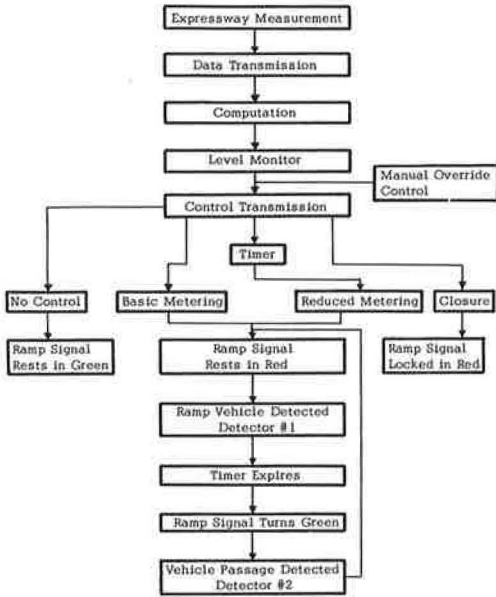 Expressway Measurement
Data Transmission
Computation
Level Monitor
Manual Override
Control
Control Transmission
Timer
No Control
Basic Metering
Reduced Metering
Closure
Ramp Signal
Rests in Green
Ramp Signal
Rests in Red
Ramp Signal
Locked in Red
Ramp Vehicle Detected
Detector #1
Timer Expires
Ramp Signal Turns Green
Vehicle Passage Detected
Detector #2